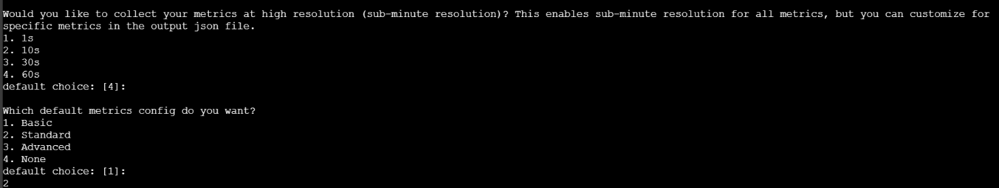 Would you like to collect your metrics at high resolution (sub-minute resolution)? This enables sub-minute resolution for all metrics, but you can customize for
specific metrics in the output json file.
1. 1s
2. 10s
3. 30s
4. 60s
default choice: [4]:
Which default metrics config do you want?
1. Basic
2. Standard
3. Advanced
4. None
default choice: [1]:
2